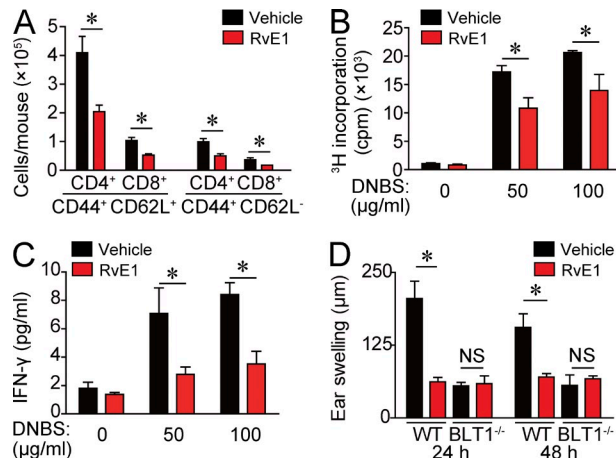 A
Vehicle
RvE1
Cells/mouse (×10⁵)
5
4
3
2
1
0
*
*
*
*
CD4⁺ CD8⁺ CD4⁺ CD8⁺
CD44⁺ CD62L⁺ CD44⁺ CD62L⁻
B
Vehicle
RvE1
³H incorporation
(cpm) (×10³)
25
20
15
10
5
0
*
*
DNBS: 0 50 100
(μg/ml)
C
Vehicle
RvE1
IFN-γ (pg/ml)
10
8
6
4
2
0
*
*
DNBS: 0 50 100
(μg/ml)
D
Vehicle
RvE1
Ear swelling (μm)
250
125
0
*
NS
*
NS
WT BLT1⁻/⁻ WT BLT1⁻/⁻
24 h 48 h